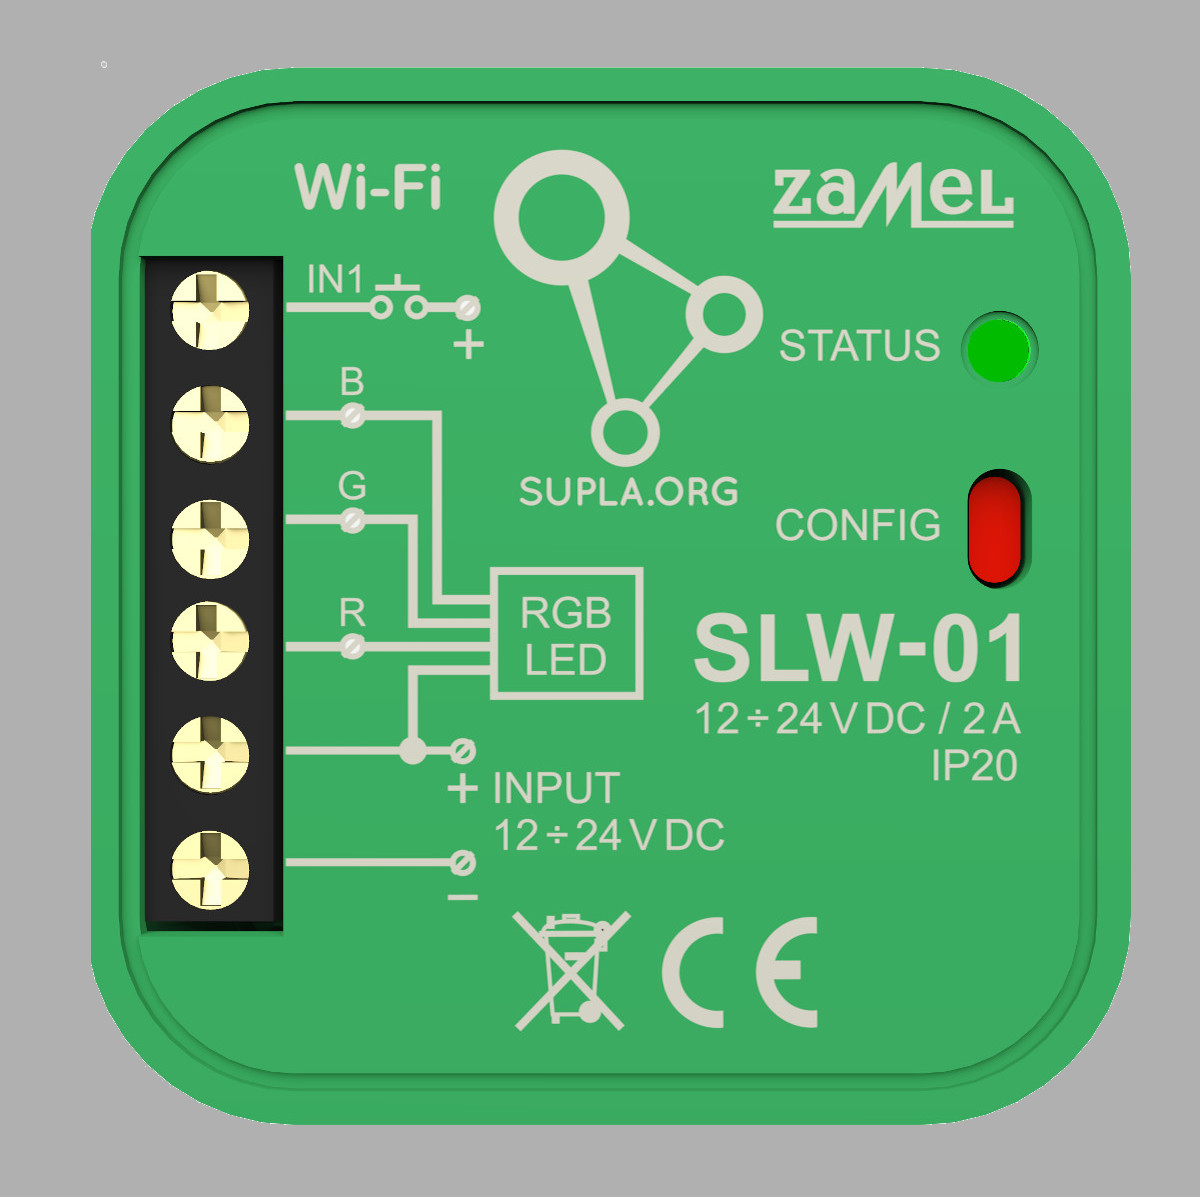 Wi-Fi
ZAMEL
IN1
+
STATUS
B
SUPLA.ORG
G
CONFIG
R
RGB
LED
SLW-01
12÷24 V DC / 2 A
IP20
+ INPUT
12÷24 V DC
−
CE